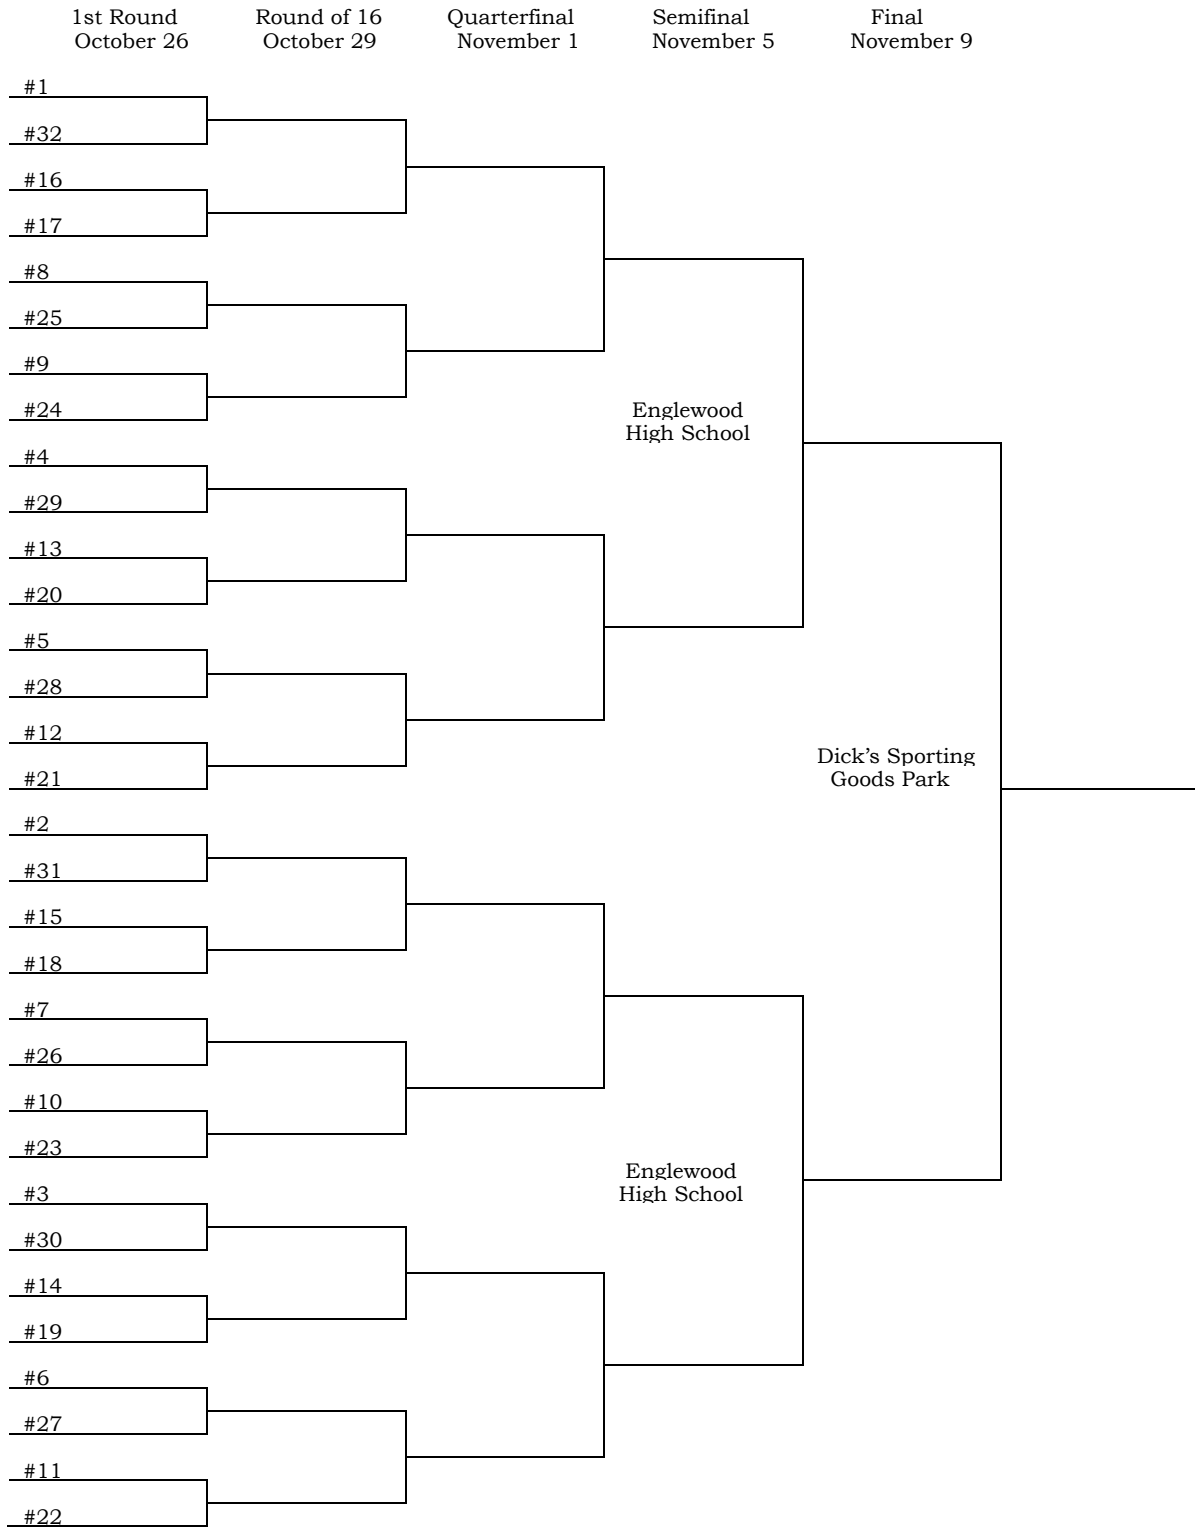 1st Round
October 26
Round of 16
October 29
Quarterfinal
November 1
Semifinal
November 5
Final
November 9
#1
#32
#16
#17
#8
#25
#9
#24
Englewood
High School
#4
#29
#13
#20
#5
#28
#12
#21
Dick’s Sporting
Goods Park
#2
#31
#15
#18
#7
#26
#10
#23
Englewood
High School
#3
#30
#14
#19
#6
#27
#11
#22